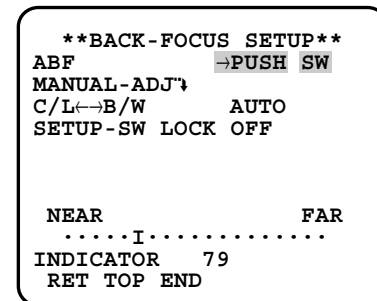 **BACK-FOCUS SETUP**
ABF →PUSH SW
MANUAL-ADJ⤵
C/L←→B/W AUTO
SETUP-SW LOCK OFF
NEAR FAR
·····I··············
INDICATOR 79
RET TOP END